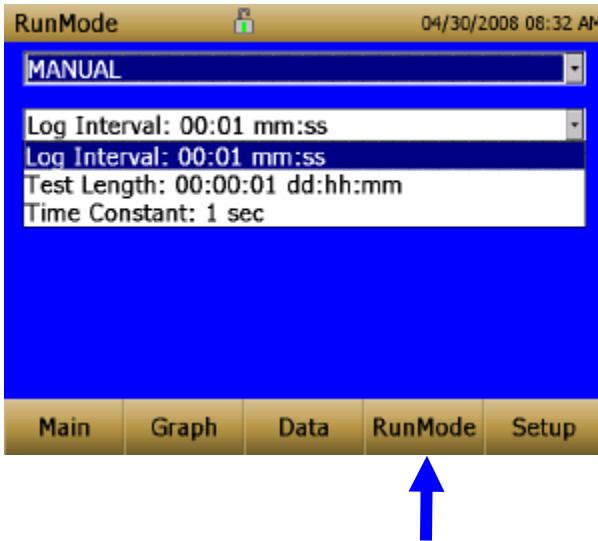 RunMode 04/30/2008 08:32 AM
MANUAL
Log Interval: 00:01 mm:ss
Log Interval: 00:01 mm:ss
Test Length: 00:00:01 dd:hh:mm
Time Constant: 1 sec
Main Graph Data RunMode Setup